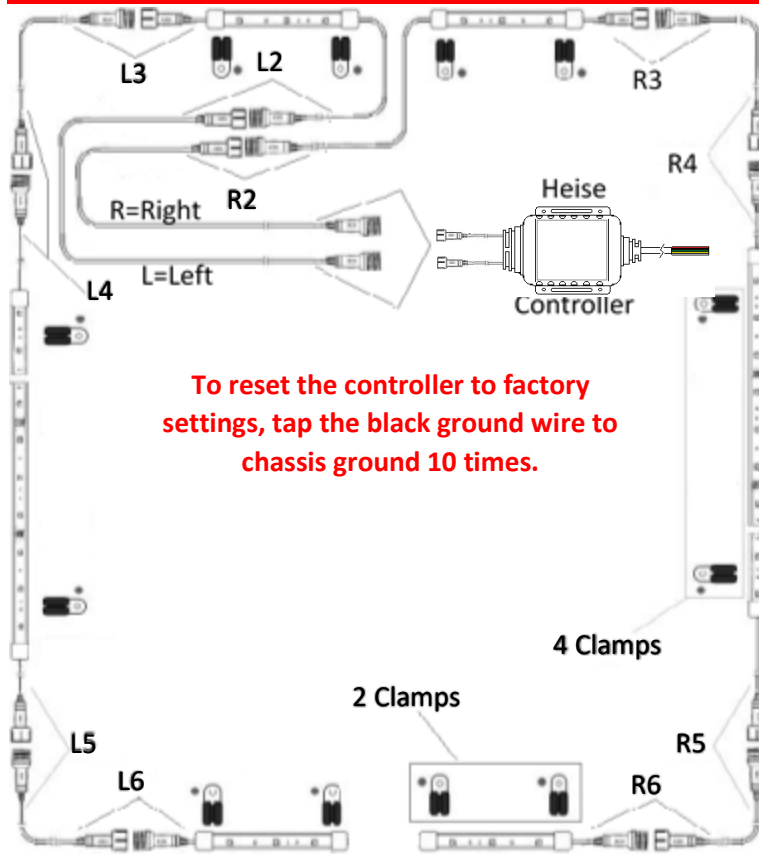 L3
L2
R3
R2
R4
R=Right
Heise
L=Left
L4
Controller
To reset the controller to factory
settings, tap the black ground wire to
chassis ground 10 times.
4 Clamps
2 Clamps
L5
R5
L6
R6